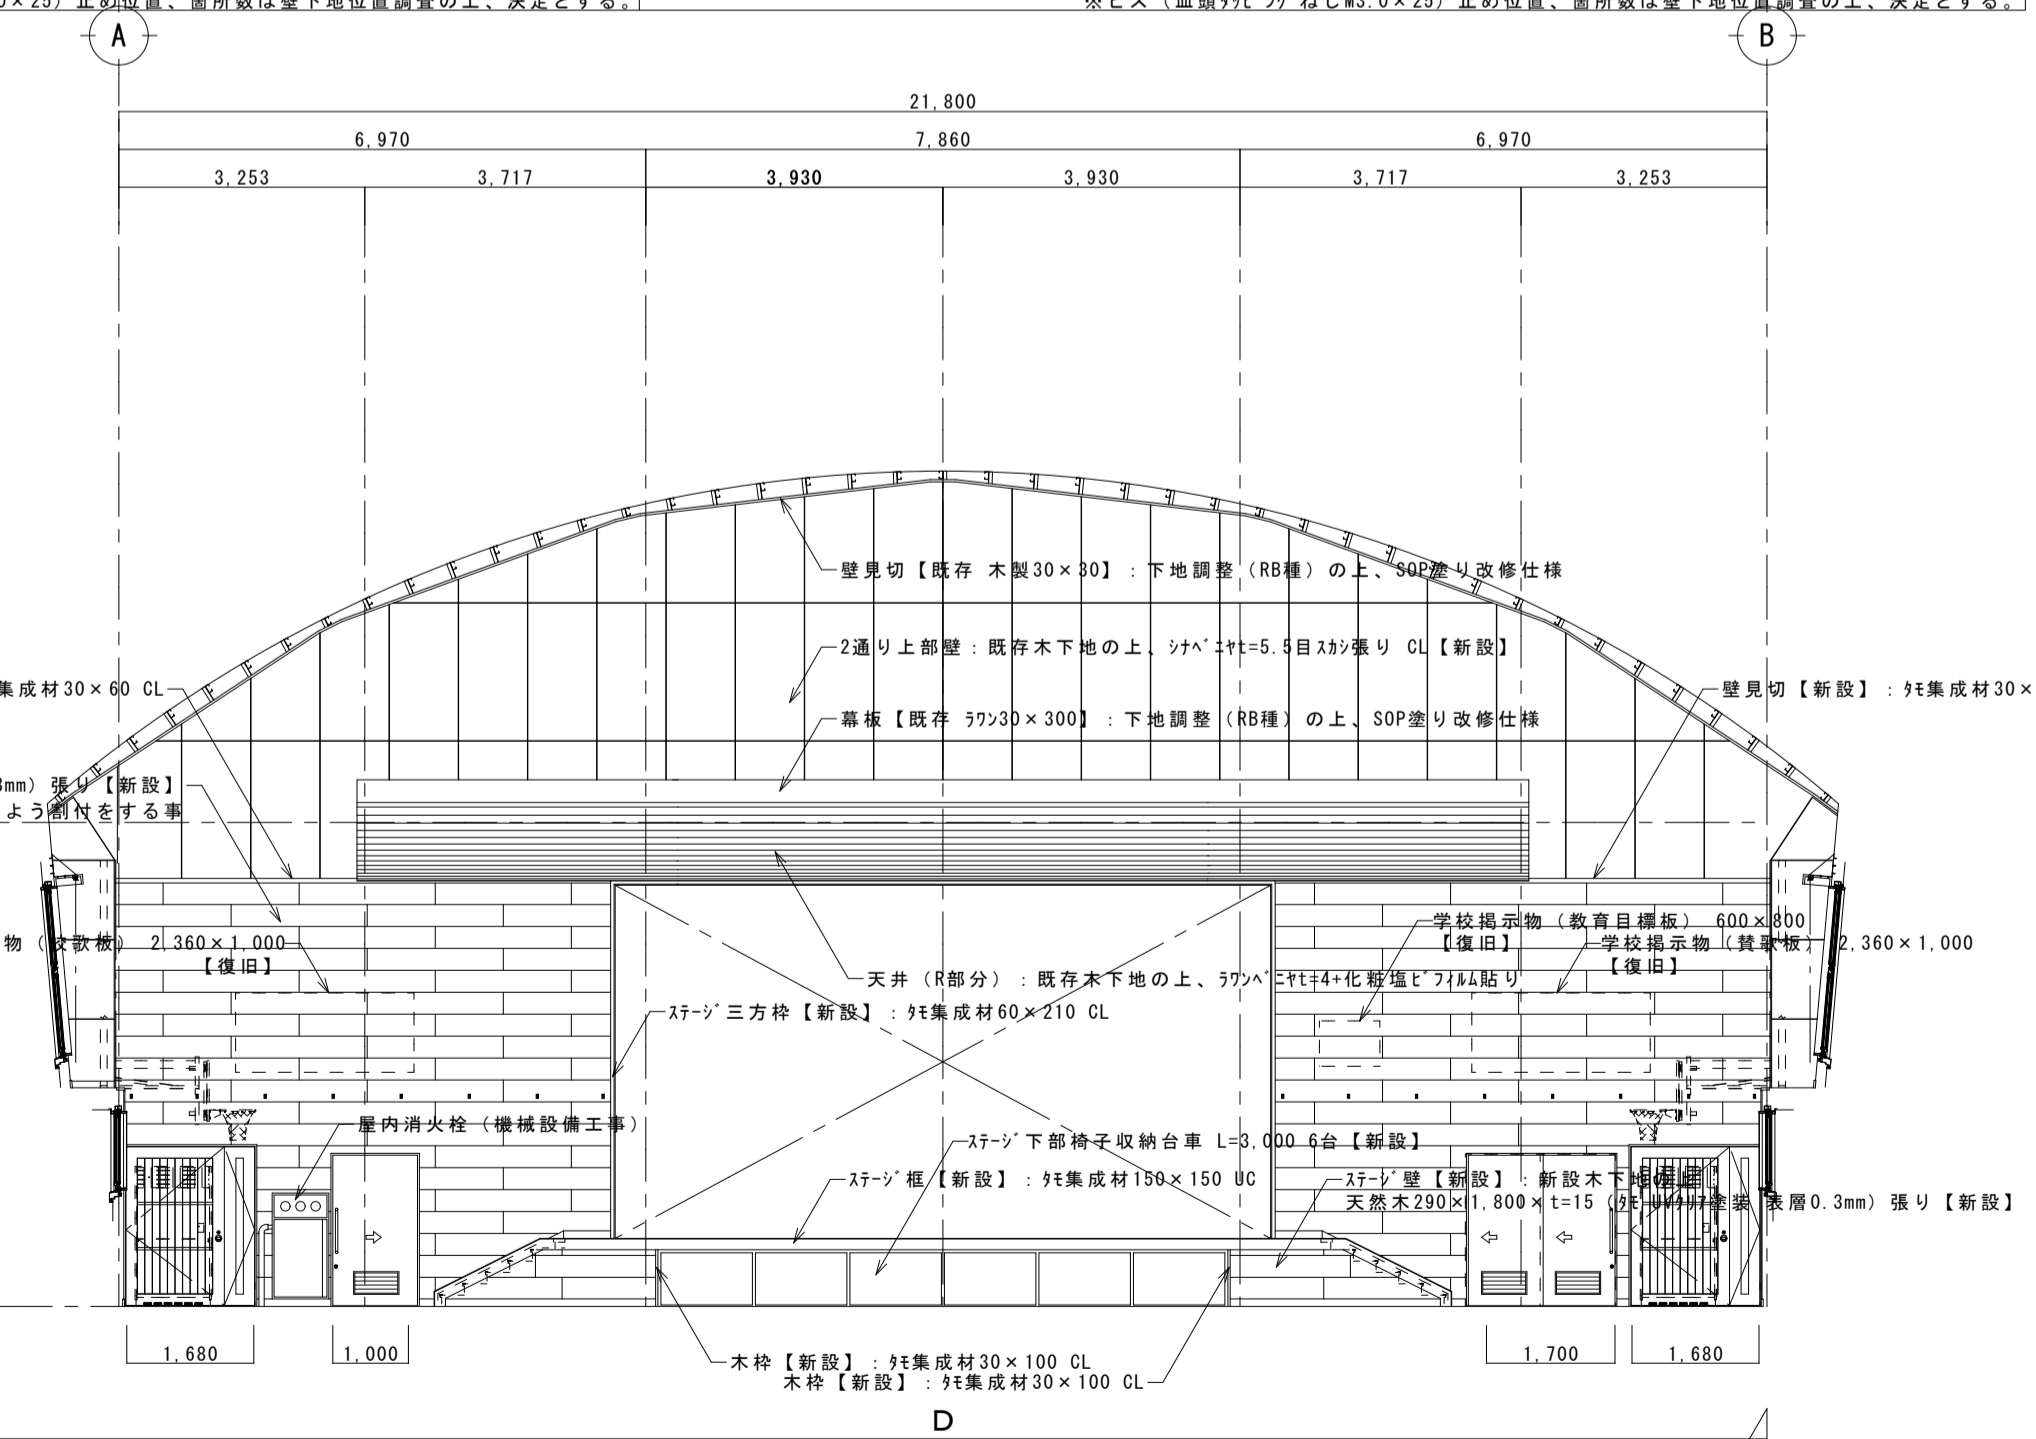 0×25）止め位置、箇所数は壁下地位置調査の上、決定とする。
※ビス（皿頭ﾀｯﾋﾟﾝｸﾞねじM3.0×25）止め位置、箇所数は壁下地位置調査の上、決定とする。
A
B
21,800
6,970
7,860
6,970
3,253
3,717
3,930
3,930
3,717
3,253
壁見切【既存 木製30×30】：下地調整（RB種）の上、SOP塗り改修仕様
2通り上部壁：既存木下地の上、ｼﾅﾍﾞﾆﾔt=5.5目ｽｶｼ張り CL【新設】
集成材30×60 CL
壁見切【新設】：ﾀﾓ集成材30×
幕板【既存 ﾗﾜﾝ30×300】：下地調整（RB種）の上、SOP塗り改修仕様
3mm）張り【新設】
よう割付をする事
物（校歌板） 2,360×1,000
【復旧】
学校掲示物（教育目標板） 600×800
【復旧】
学校掲示物（賛歌板） 2,360×1,000
【復旧】
天井（R部分）：既存木下地の上、ﾗﾜﾝﾍﾞﾆﾔt=4+化粧塩ﾋﾞﾌｨﾙﾑ貼り
ｽﾃｰｼﾞ三方枠【新設】：ﾀﾓ集成材60×210 CL
屋内消火栓（機械設備工事）
ｽﾃｰｼﾞ下部椅子収納台車 L=3,000 6台【新設】
ｽﾃｰｼﾞ框【新設】：ﾀﾓ集成材150×150 UC
ｽﾃｰｼﾞ壁【新設】：新設木下地の上
天然木290×1,800×t=15（ﾀﾓ UVｸﾘｱ塗装 表層0.3mm）張り【新設】
1,680
1,000
1,700
1,680
木枠【新設】：ﾀﾓ集成材30×100 CL
木枠【新設】：ﾀﾓ集成材30×100 CL
D